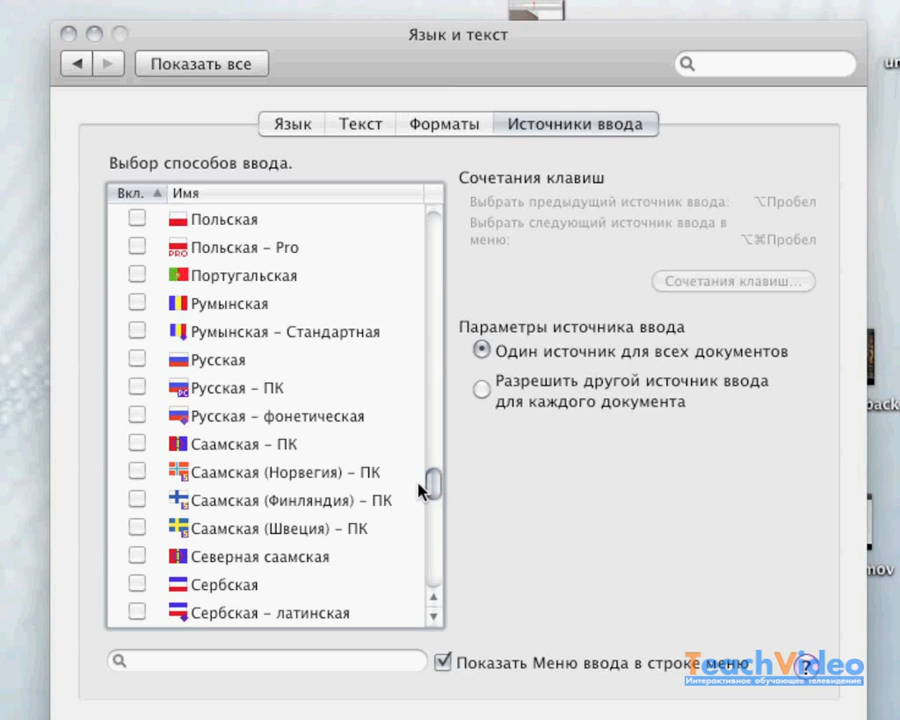 Язык и текст
Показать все
Язык
Текст
Форматы
Источники ввода
Выбор способов ввода.
Вкл. Имя
Польская
PRO Польская – Pro
Португальская
Румынская
Румынская – Стандартная
Русская
Русская – ПК
Русская – фонетическая
Саамская – ПК
Саамская (Норвегия) – ПК
Саамская (Финляндия) – ПК
Саамская (Швеция) – ПК
Северная саамская
Сербская
Сербская – латинская
Сочетания клавиш
Выбрать предыдущий источник ввода: ⌥Пробел
Выбрать следующий источник ввода в
меню: ⌥⌘Пробел
Сочетания клавиш...
Параметры источника ввода
Один источник для всех документов
Разрешить другой источник ввода
для каждого документа
Показать Меню ввода в строке меню
?
TeachVideo
Интерактивное обучающее телевидение
un
back
mov